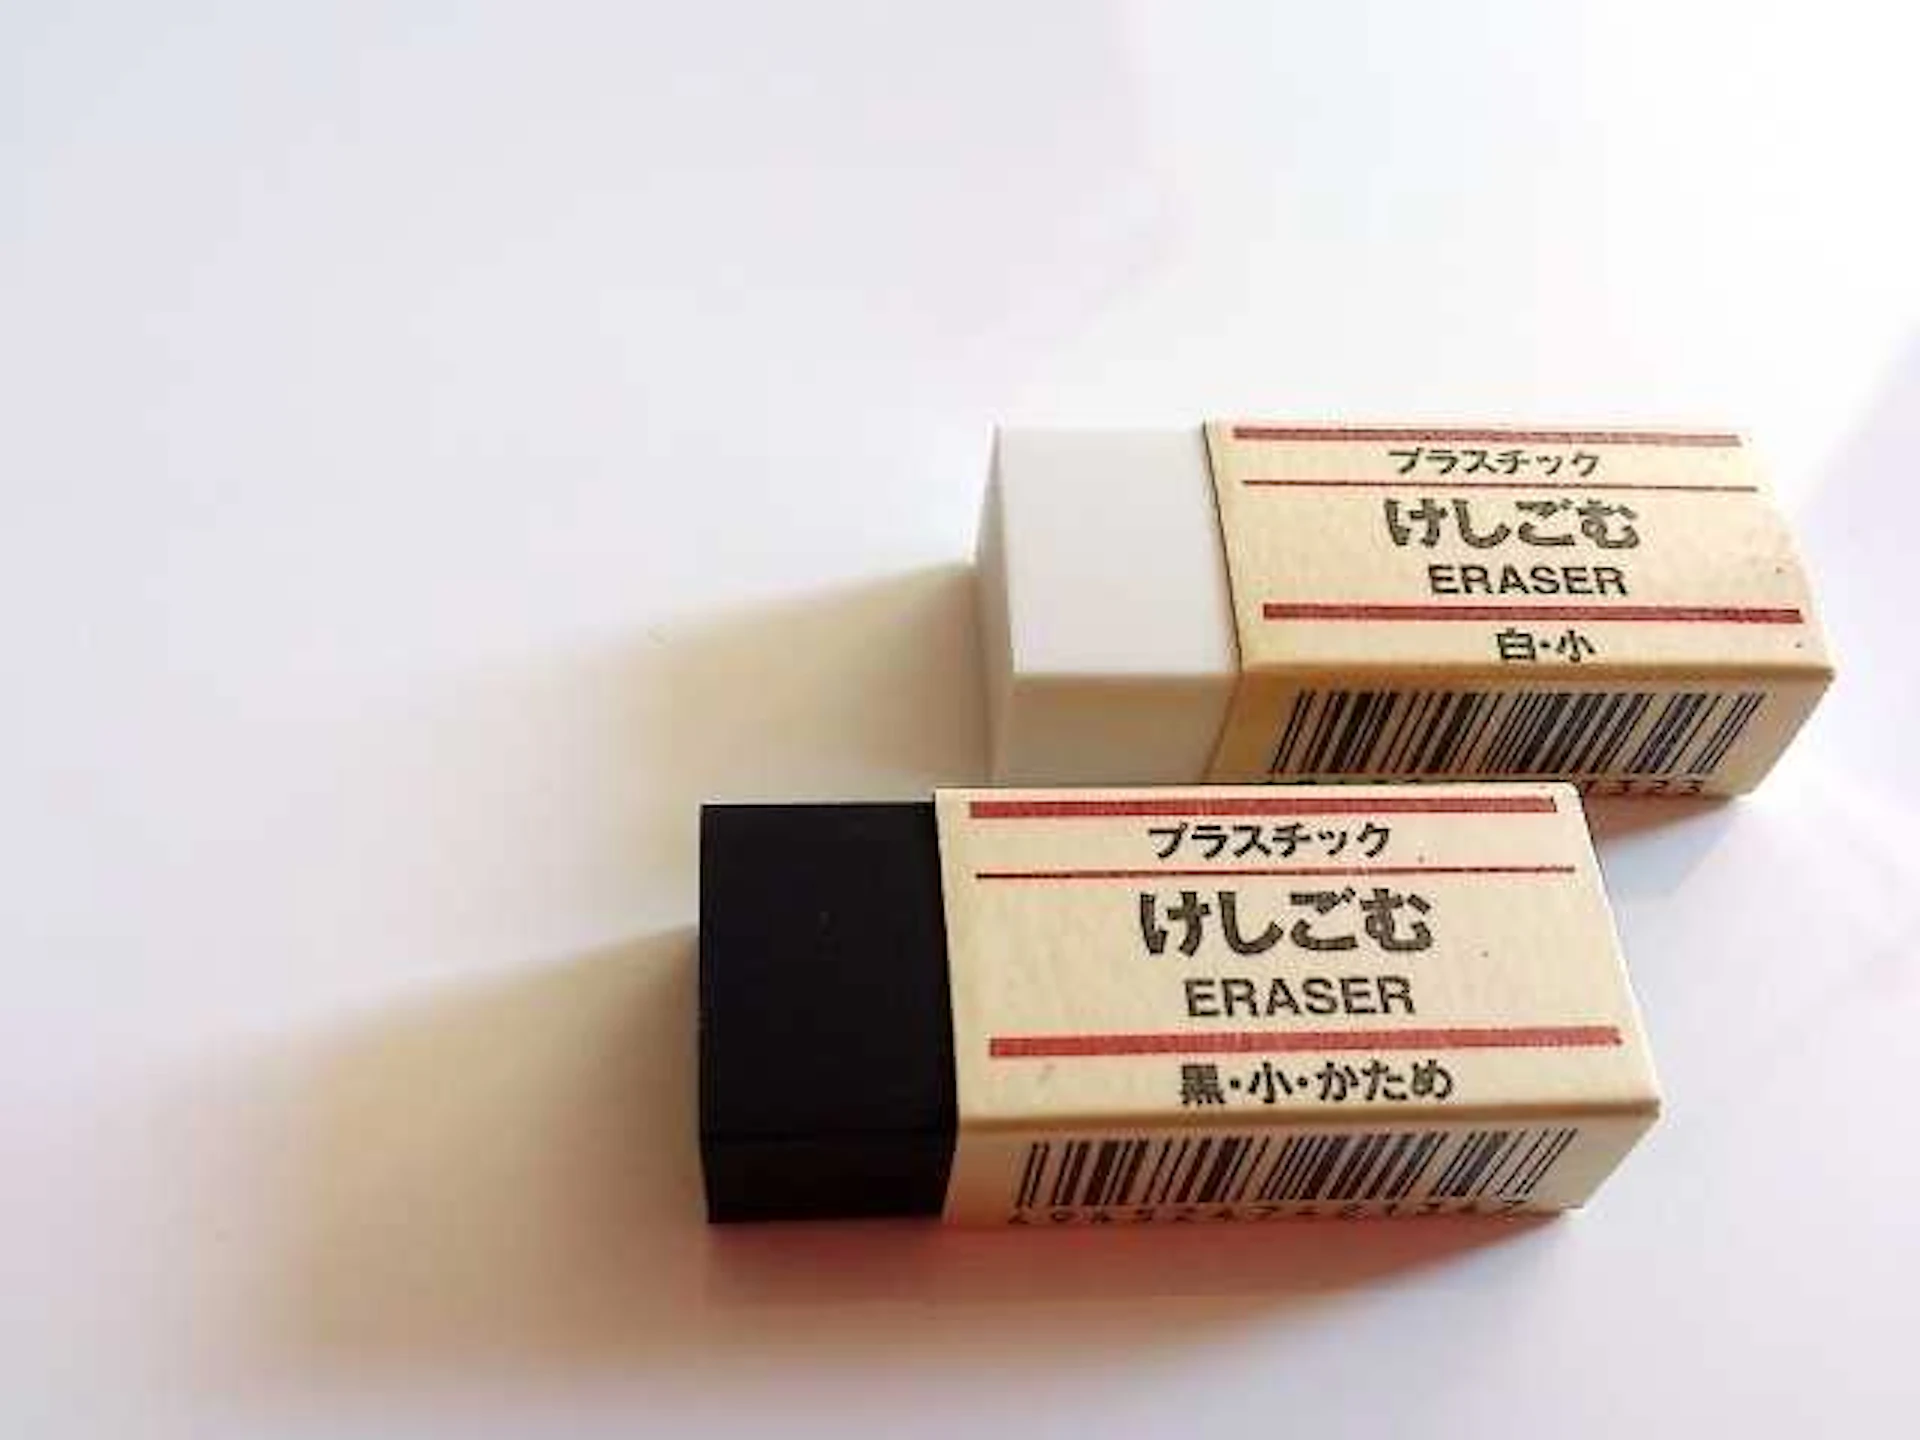 プラスチック
けしごむ
ERASER
白・小
プラスチック
けしごむ
ERASER
黒・小・かため